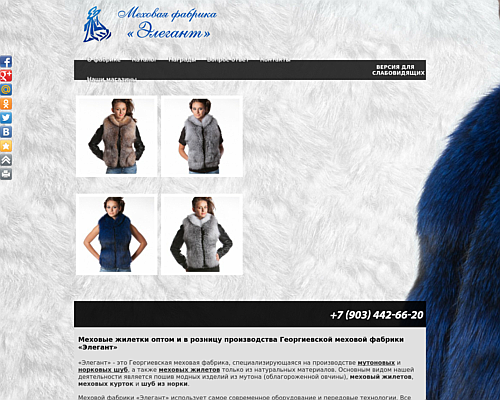 Меховая фабрика
«Элегант»
О фабрике Каталог Награды Вопрос-ответ Контакты
Наши магазины
ВЕРСИЯ ДЛЯ
СЛАБОВИДЯЩИХ
+7 (903) 442-66-20
Меховые жилетки оптом и в розницу производства Георгиевской меховой фабрики
«Элегант»
«Элегант» - это Георгиевская меховая фабрика, специализирующаяся на производстве мутоновых и
норковых шуб, а также меховых жилетов только из натуральных материалов. Основным видом нашей
деятельности является пошив модных изделий из мутона (облагороженной овчины), меховый жилетов,
меховых курток и шуб из норки.
Меховой фабрики «Элегант» использует самое современное оборудование и передовые технологии. Все